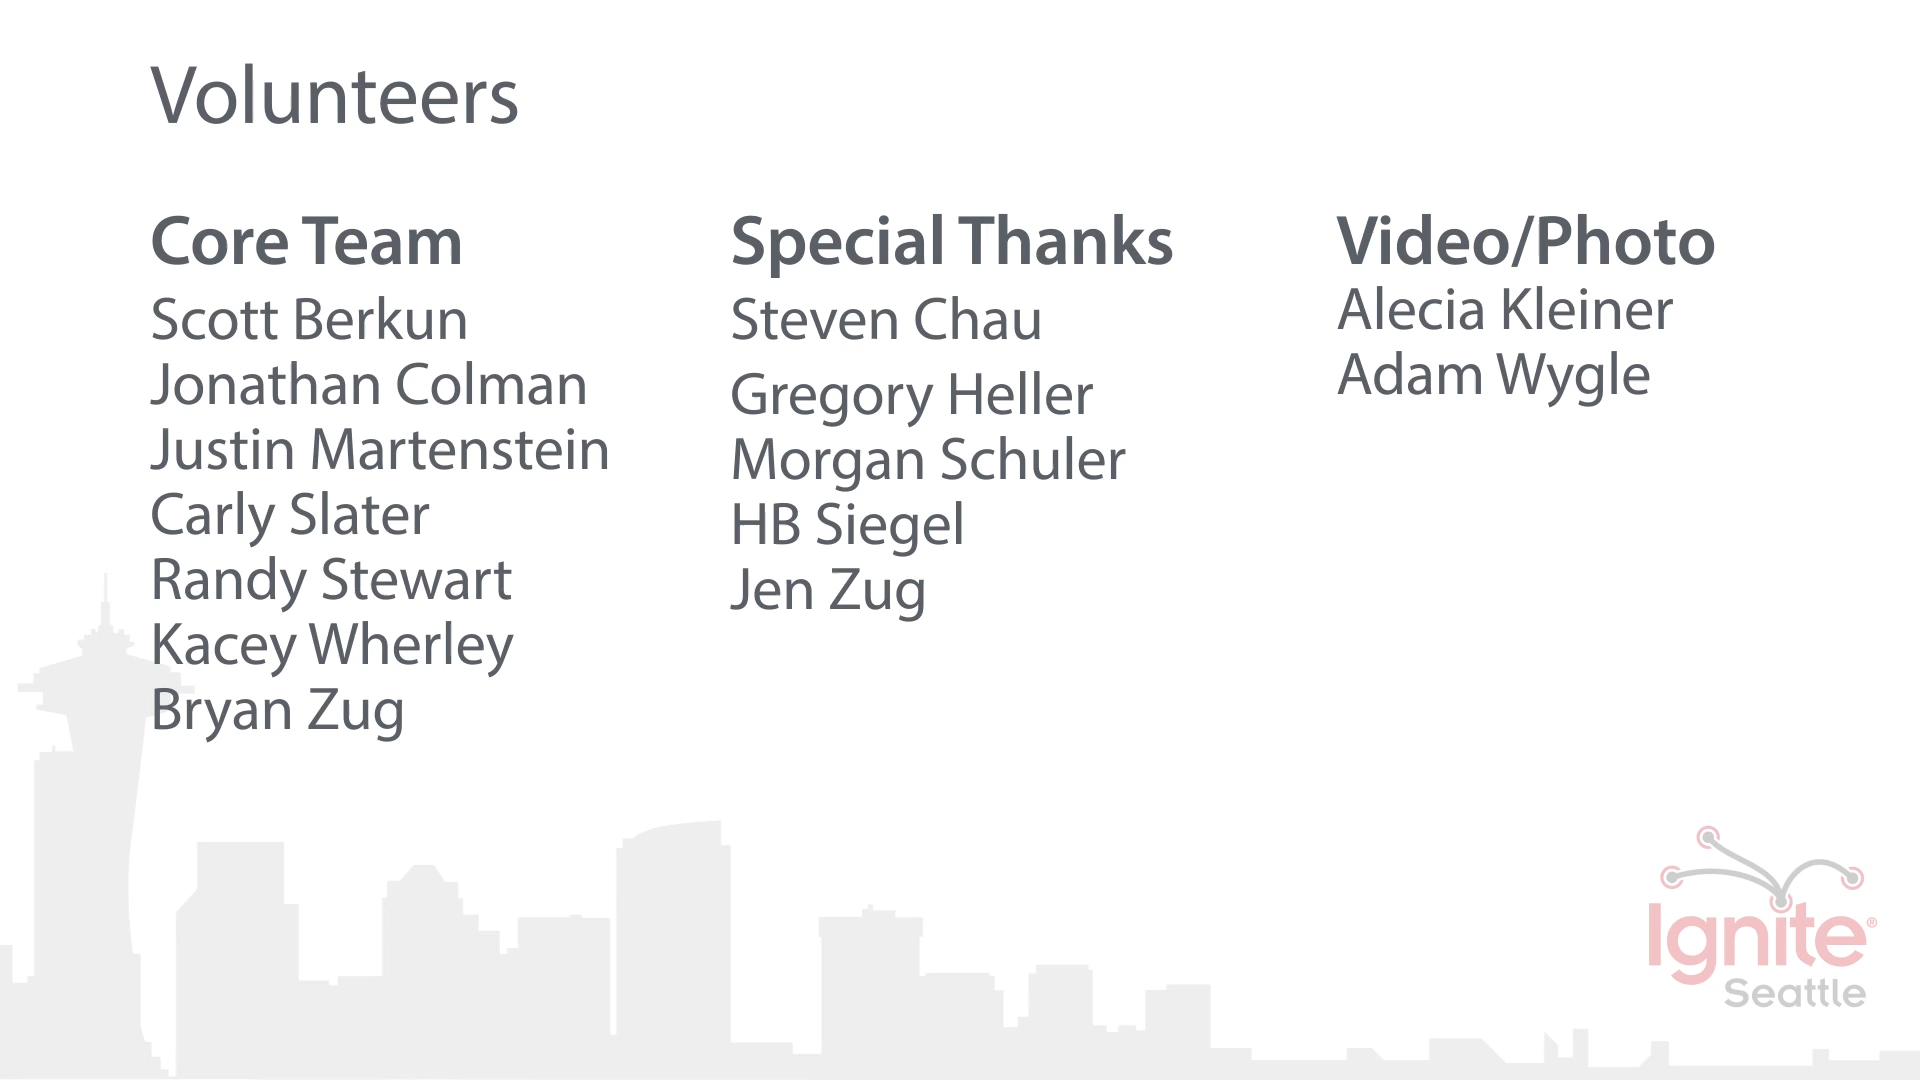 Volunteers
Core Team
Scott Berkun
Jonathan Colman
Justin Martenstein
Carly Slater
Randy Stewart
Kacey Wherley
Bryan Zug
Special Thanks
Steven Chau
Gregory Heller
Morgan Schuler
HB Siegel
Jen Zug
Video/Photo
Alecia Kleiner
Adam Wygle
Ignite®
Seattle